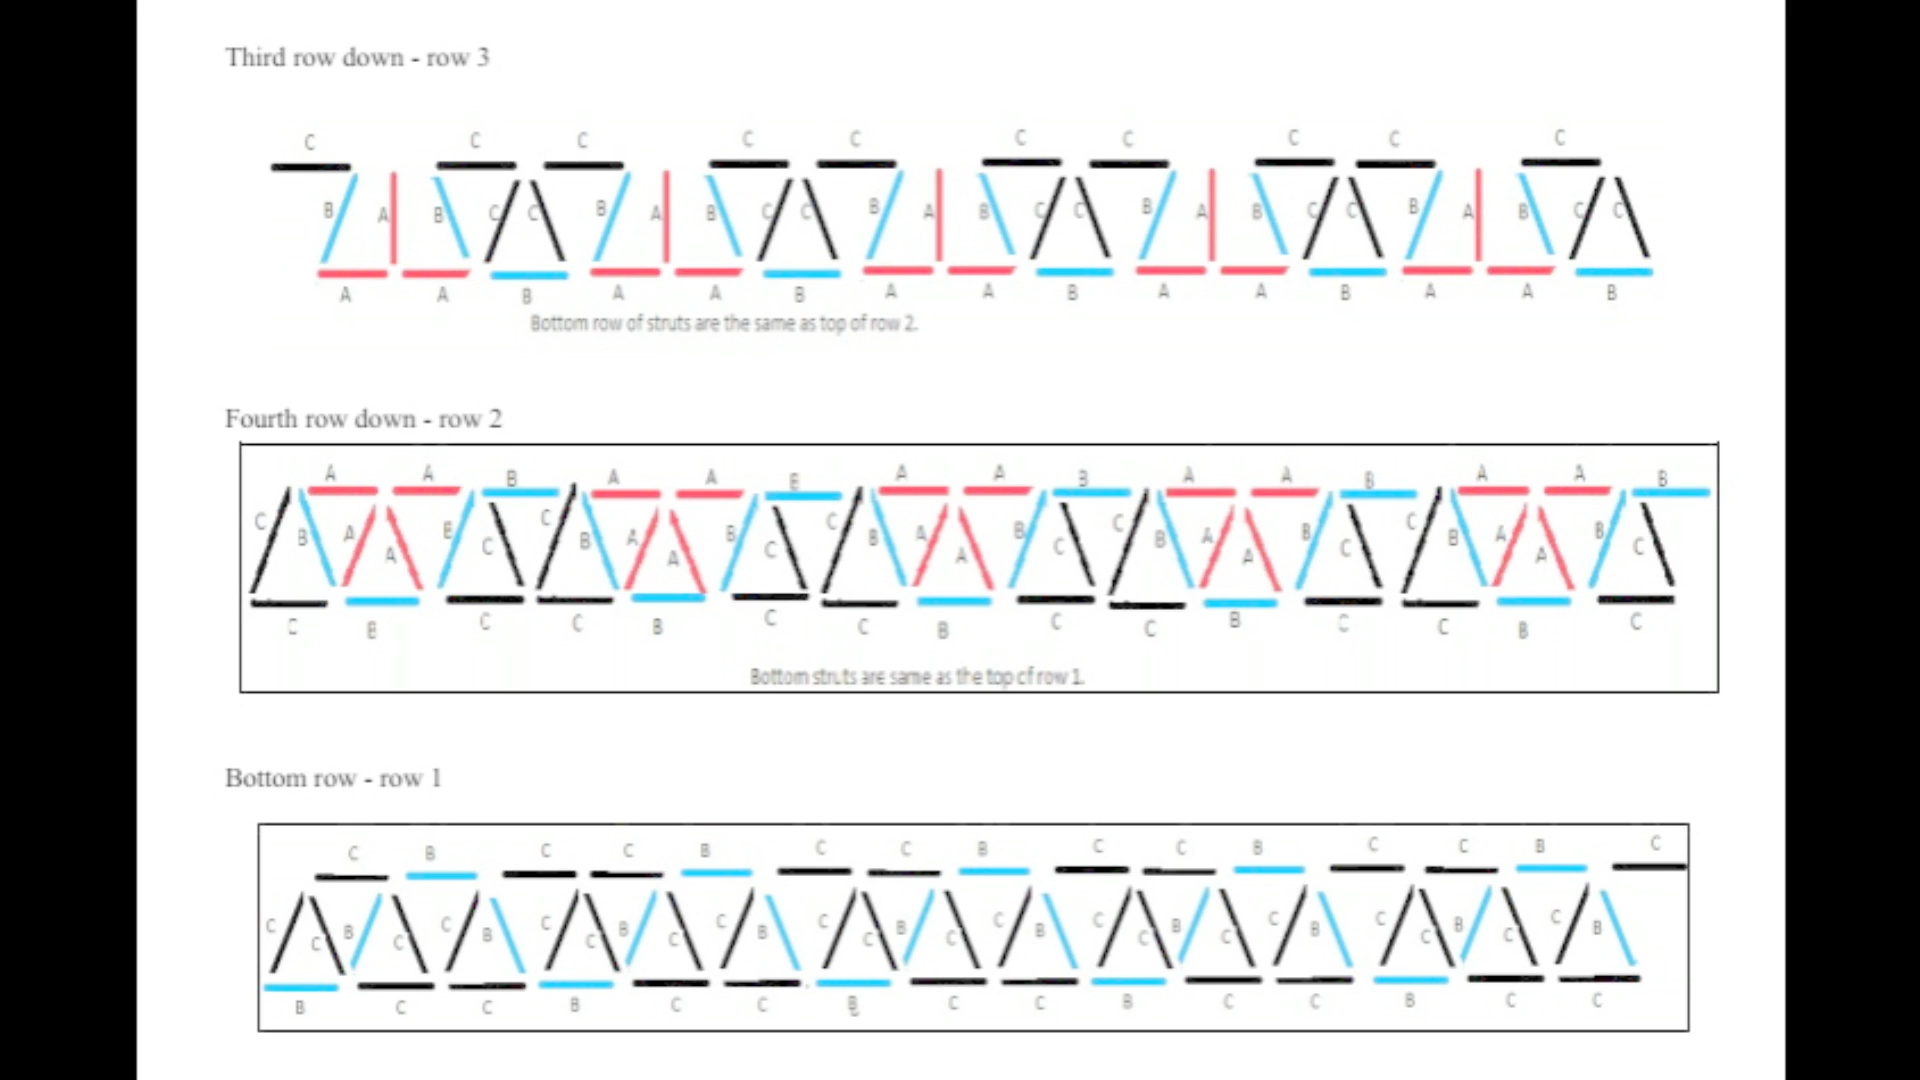 Third row down - row 3
C C C C C C C C C C
B A B C C B A B C C B A B C C B A B C C B A B C C
A A B A A B A A B A A B A A B
Bottom row of struts are the same as top of row 2.
Fourth row down - row 2
A A B A A B A A B A A B A A B
C B A A B C C B A A B C C B A A B C C B A A B C C B A A B C
C B C C B C C B C C B C C B C
Bottom struts are same as the top of row 1.
Bottom row - row 1
C B C C B C C B C C B C C B C
C C B C C B C C B C C B C C B C C B C C B C C B C C B C C B
B C C B C C B C C B C C B C C